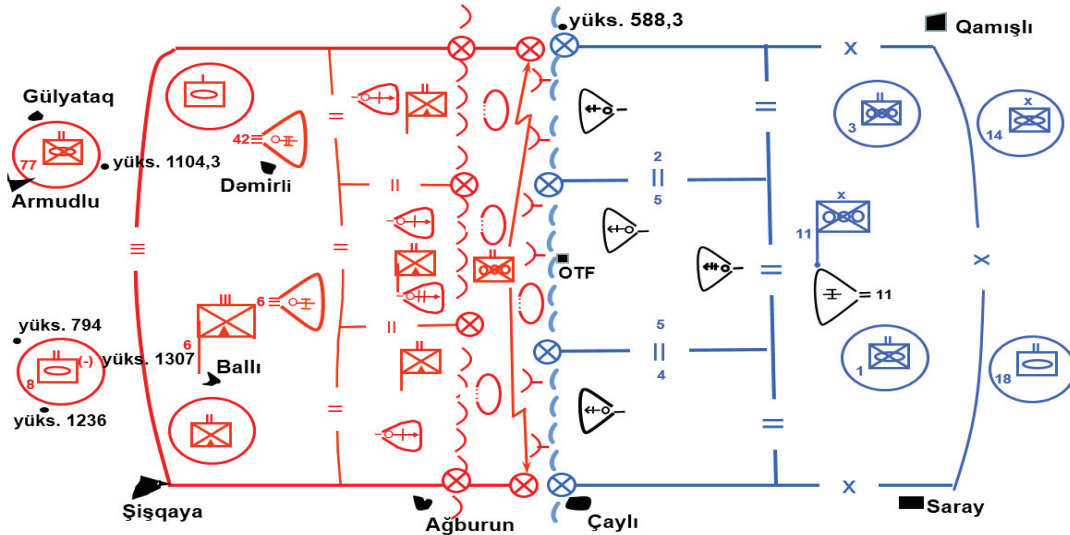 yüks. 588,3
Qamışlı
x
Gülyataq
42
3
x
14
77
yüks. 1104,3
Armudlu
Dəmirli
2
5
x
11
OTF
x
11
yüks. 794
6
6
(-)
yüks. 1307
8
Ballı
5
4
1
18
yüks. 1236
Şişqaya
Ağburun
Çaylı
x
Saray